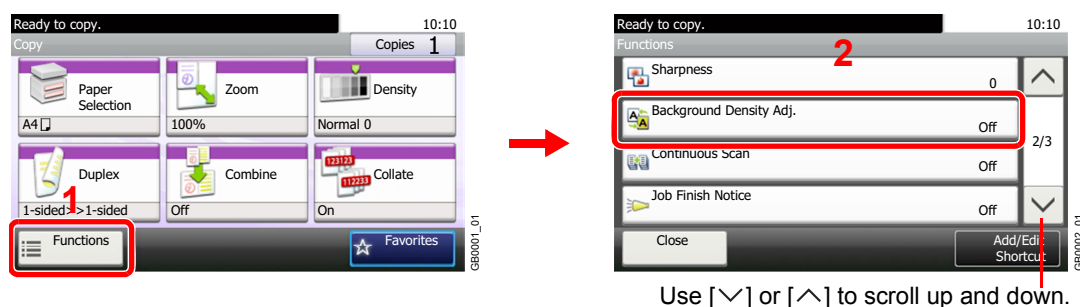 Ready to copy. 10:10
Copy Copies 1
Paper Selection
A4
Zoom
100%
Density
Normal 0
Duplex
1-sided>>1-sided
Combine
Off
123123
112233
Collate
On
1
Functions
Favorites
GB0001_01
Ready to copy. 10:10
Functions
2
Sharpness
0
Background Density Adj.
Off
2/3
Continuous Scan
Off
Job Finish Notice
Off
Close
Add/Edit
Shortcut
GB0002_01
Use [∨] or [∧] to scroll up and down.